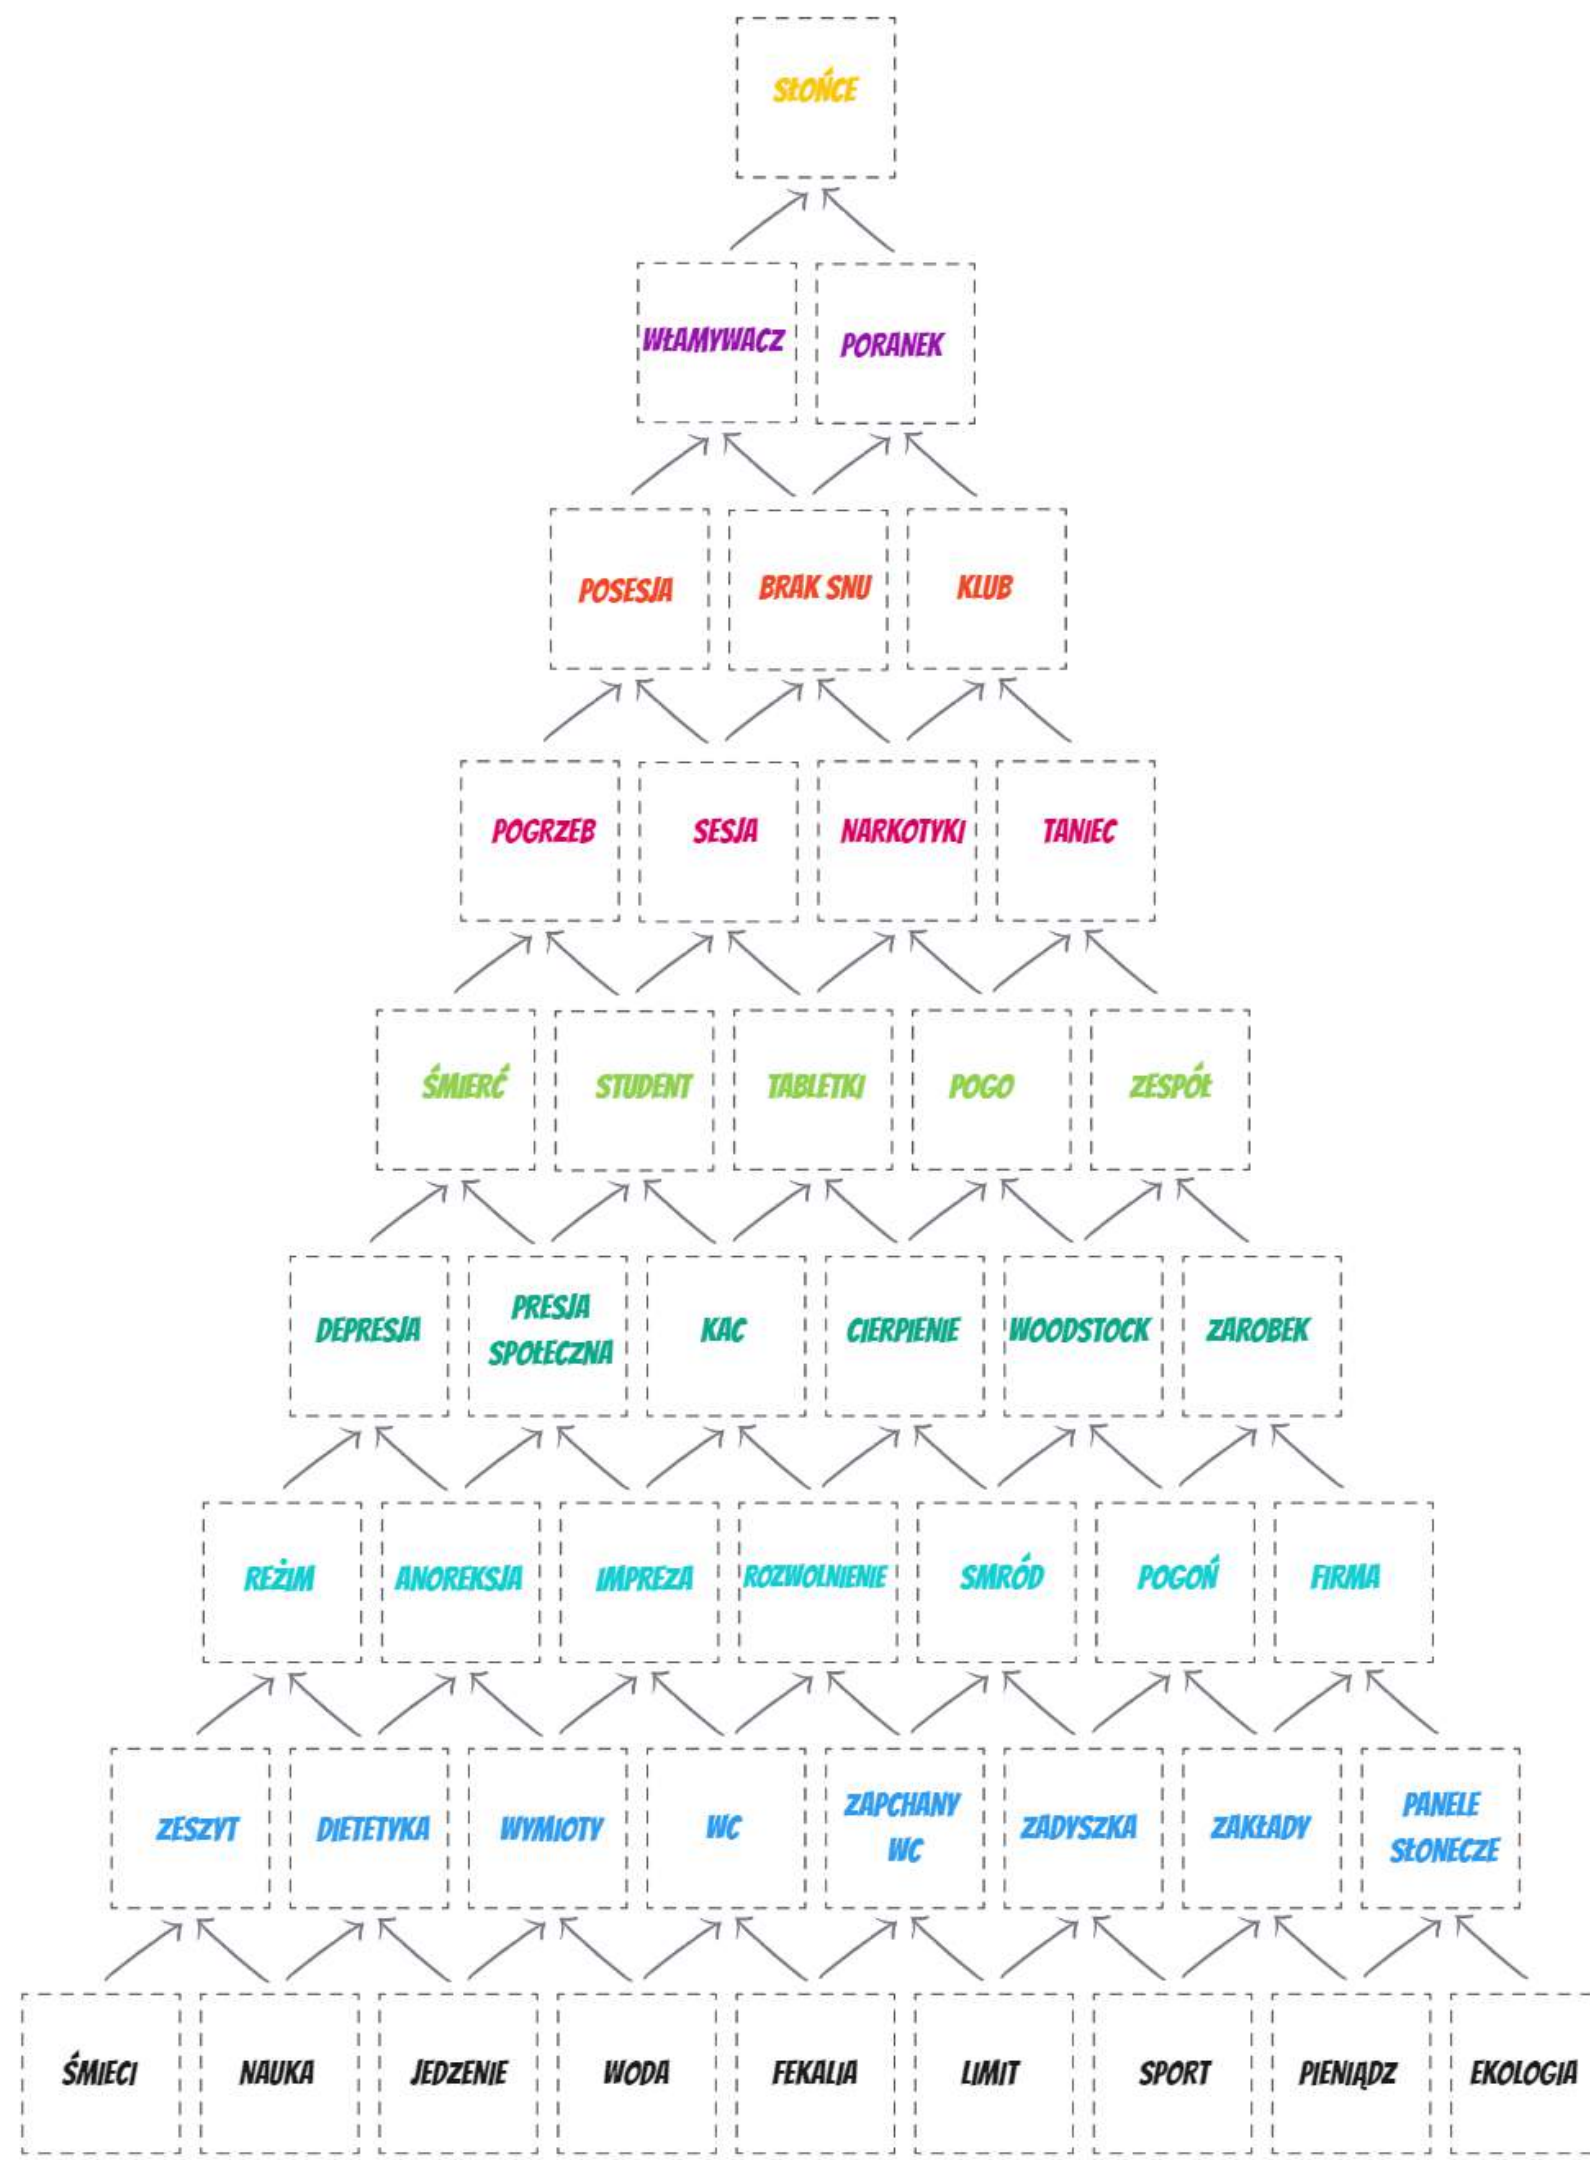 SŁOŃCE
WŁAMYWACZ PORANEK
POSESJA BRAK SNU KLUB
POGRZEB SESJA NARKOTYKI TANIEC
ŚMIERĆ STUDENT TABLETKI POGO ZESPÓŁ
DEPRESJA
PRESJA
SPOŁECZNA
KAC CIERPIENIE WOODSTOCK ZAROBEK
REŻIM ANOREKSJA IMPREZA ROZWOLNIENIE SMRÓD POGOŃ FIRMA
ZESZYT DIETETYKA WYMIOTY WC
ZAPCHANY
WC
ZADYSZKA ZAKŁADY
PANELE
SŁONECZE
ŚMIECI NAUKA JEDZENIE WODA FEKALIA LIMIT SPORT PIENIĄDZ EKOLOGIA